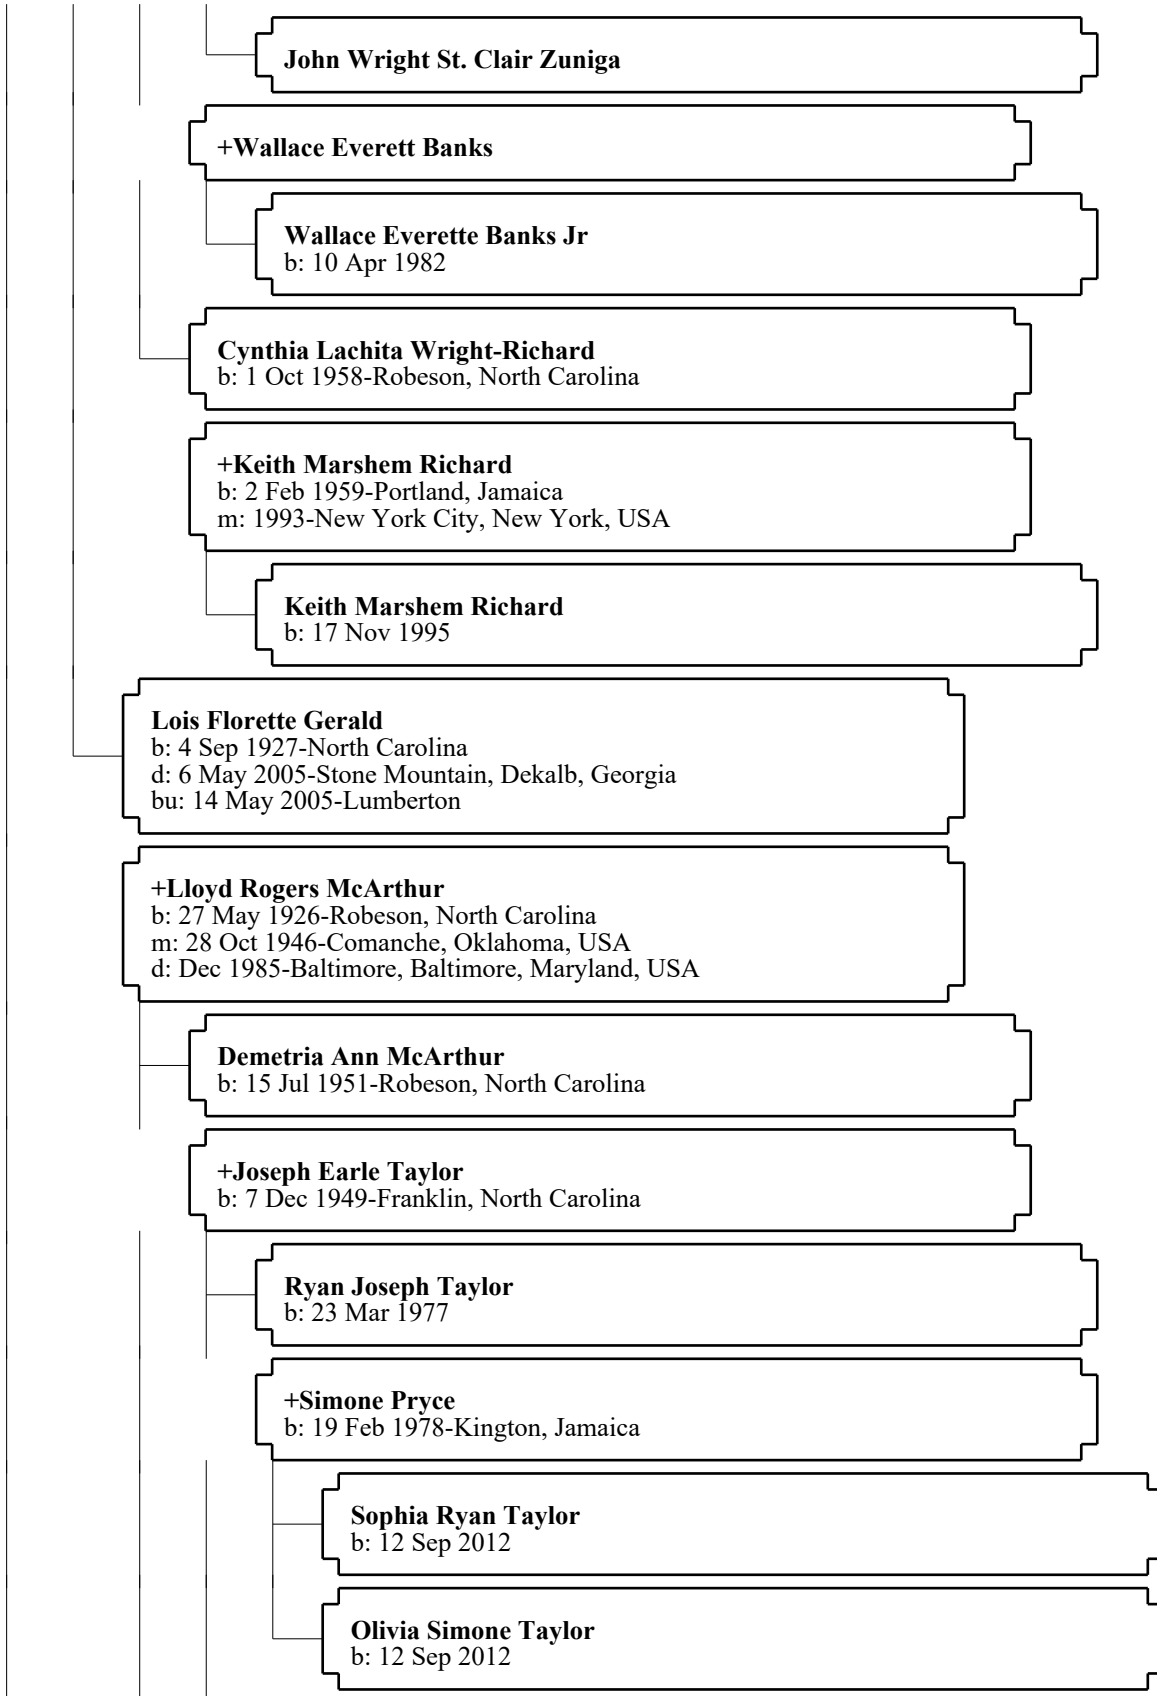 John Wright St. Clair Zuniga
+Wallace Everett Banks
Wallace Everette Banks Jr
b: 10 Apr 1982
Cynthia Lachita Wright-Richard
b: 1 Oct 1958-Robeson, North Carolina
+Keith Marshem Richard
b: 2 Feb 1959-Portland, Jamaica
m: 1993-New York City, New York, USA
Keith Marshem Richard
b: 17 Nov 1995
Lois Florette Gerald
b: 4 Sep 1927-North Carolina
d: 6 May 2005-Stone Mountain, Dekalb, Georgia
bu: 14 May 2005-Lumberton
+Lloyd Rogers McArthur
b: 27 May 1926-Robeson, North Carolina
m: 28 Oct 1946-Comanche, Oklahoma, USA
d: Dec 1985-Baltimore, Baltimore, Maryland, USA
Demetria Ann McArthur
b: 15 Jul 1951-Robeson, North Carolina
+Joseph Earle Taylor
b: 7 Dec 1949-Franklin, North Carolina
Ryan Joseph Taylor
b: 23 Mar 1977
+Simone Pryce
b: 19 Feb 1978-Kington, Jamaica
Sophia Ryan Taylor
b: 12 Sep 2012
Olivia Simone Taylor
b: 12 Sep 2012